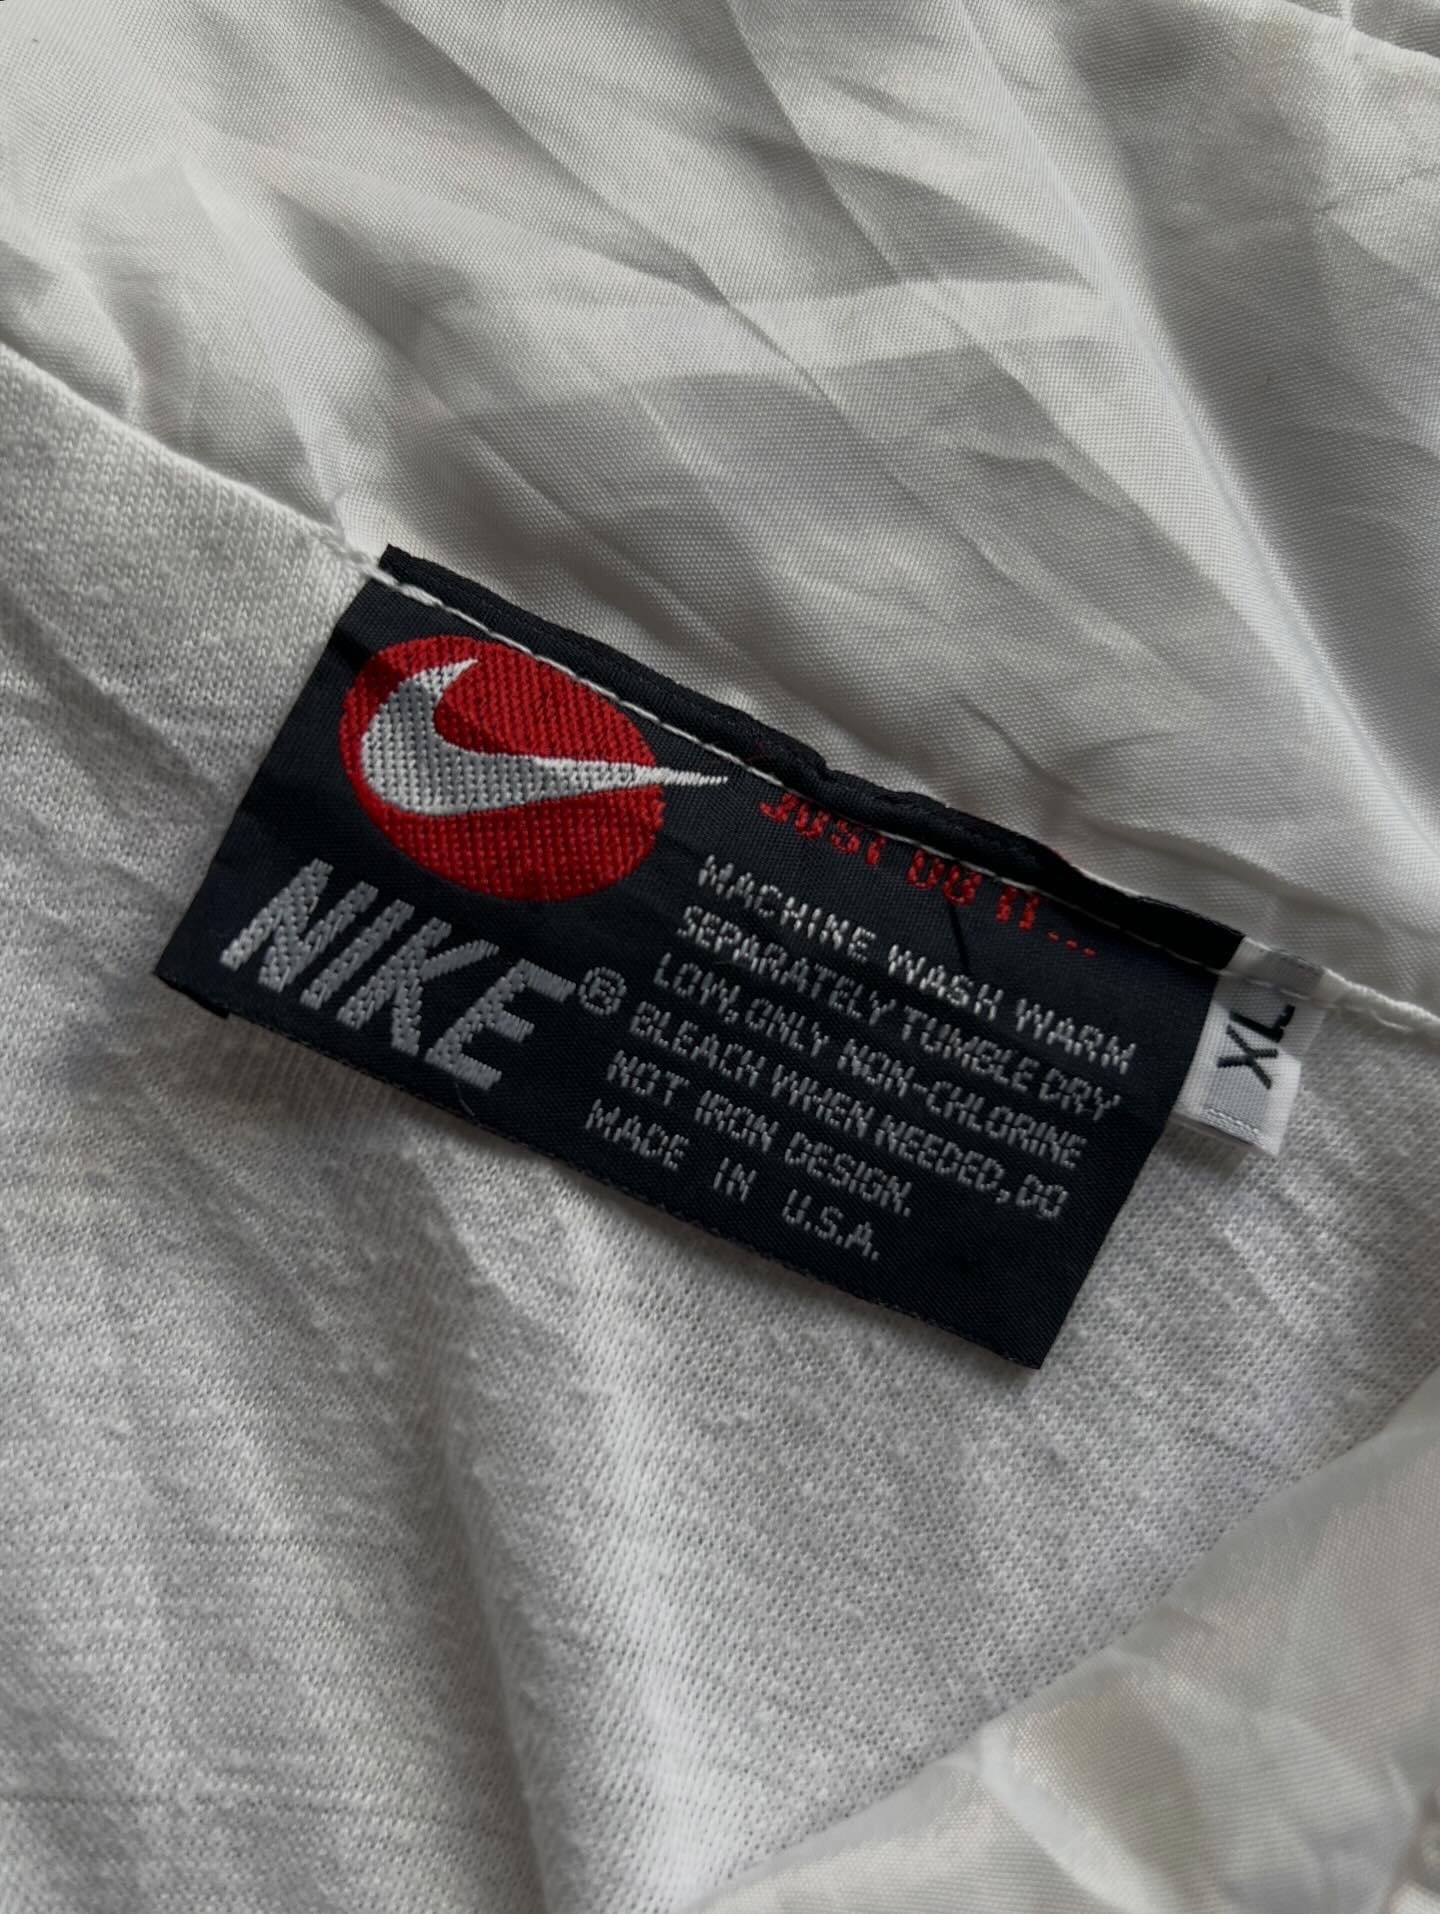 JUST DO IT...
NIKE®
MACHINE WASH WARM
SEPARATELY TUMBLE DRY
LOW, ONLY NON-CHLORINE
BLEACH WHEN NEEDED, DO
NOT IRON DESIGN.
MADE IN U.S.A.
XL